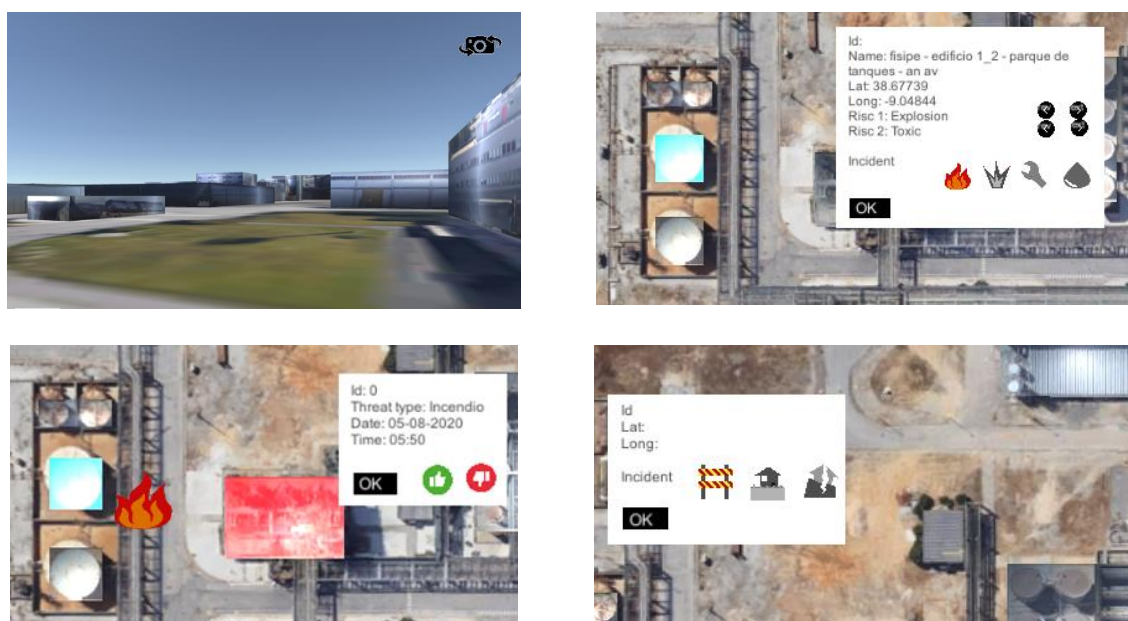 Id:
Name: fisipe - edificio 1_2 - parque de
tanques - an av
Lat: 38.67739
Long: -9.04844
Risc 1: Explosion
Risc 2: Toxic
Incident
OK
Id: 0
Threat type: Incendio
Date: 05-08-2020
Time: 05:50
OK
Id
Lat:
Long:
Incident
OK